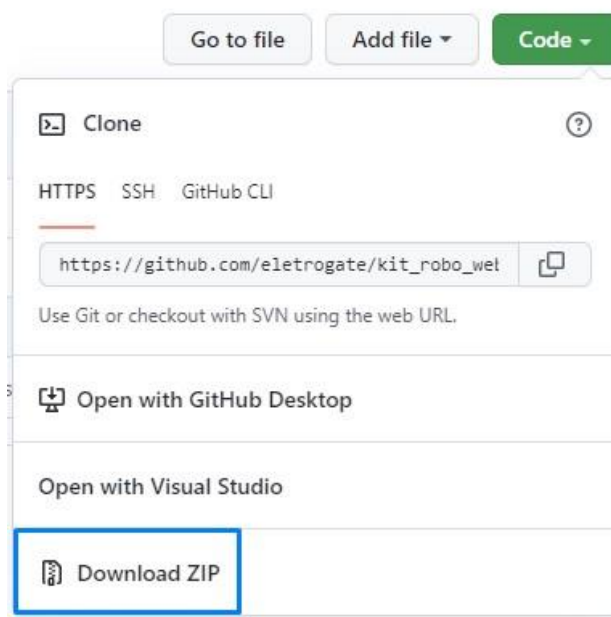 Go to file Add file Code
Clone
HTTPS SSH GitHub CLI
https://github.com/eletrogate/kit_robo_wet
Use Git or checkout with SVN using the web URL.
Open with GitHub Desktop
Open with Visual Studio
Download ZIP